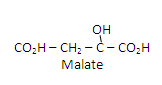 OH
CO₂H – CH₂ – C – CO₂H
Malate